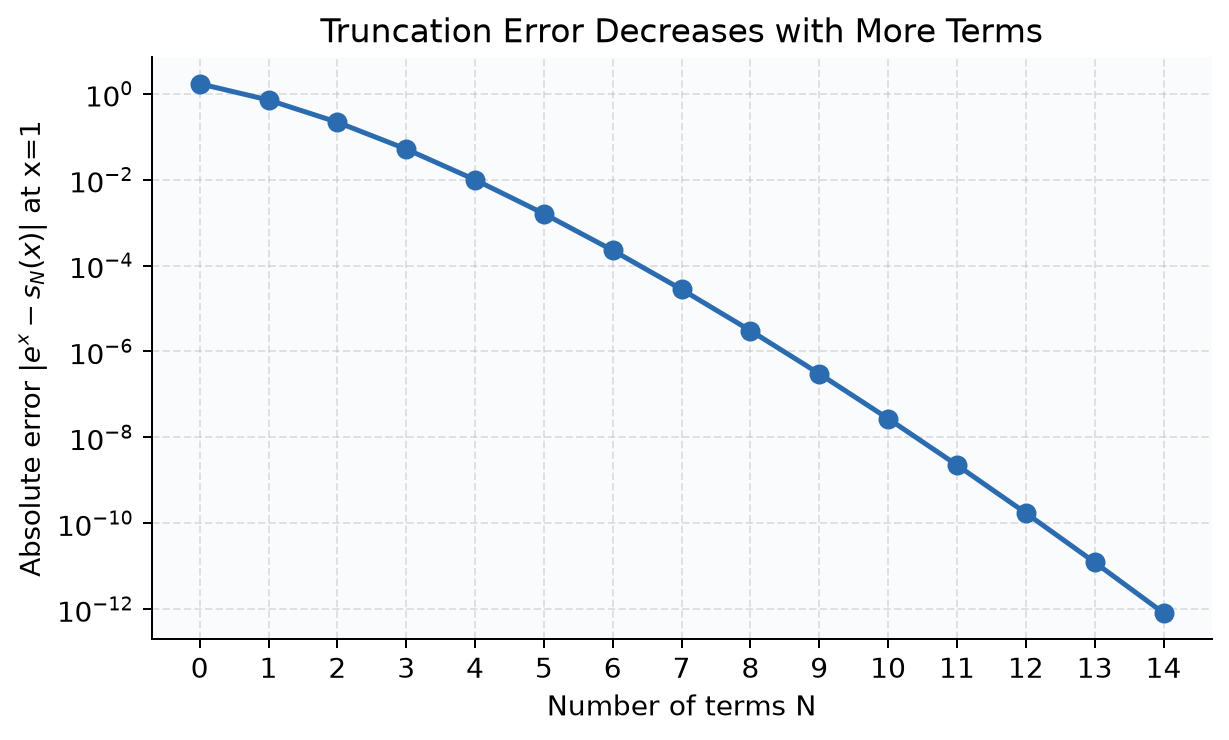 Truncation Error Decreases with More Terms
Absolute error |eˣ − s_N(x)| at x=1
10⁰
10⁻²
10⁻⁴
10⁻⁶
10⁻⁸
10⁻¹⁰
10⁻¹²
0 1 2 3 4 5 6 7 8 9 10 11 12 13 14
Number of terms N